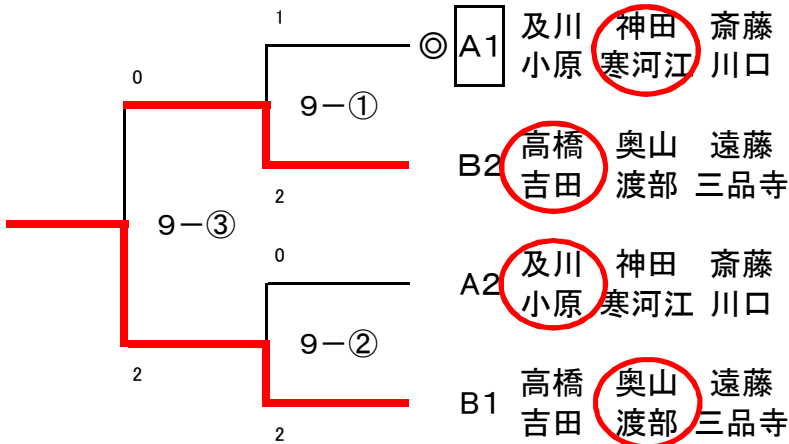 1
◎ A1 及川 神田 斎藤
小原 寒河江 川口
0
9－①
B2 高橋 奥山 遠藤
吉田 渡部 三品寺
2
9－③
0
A2 及川 神田 斎藤
小原 寒河江 川口
9－②
2
B1 高橋 奥山 遠藤
吉田 渡部 三品寺
2